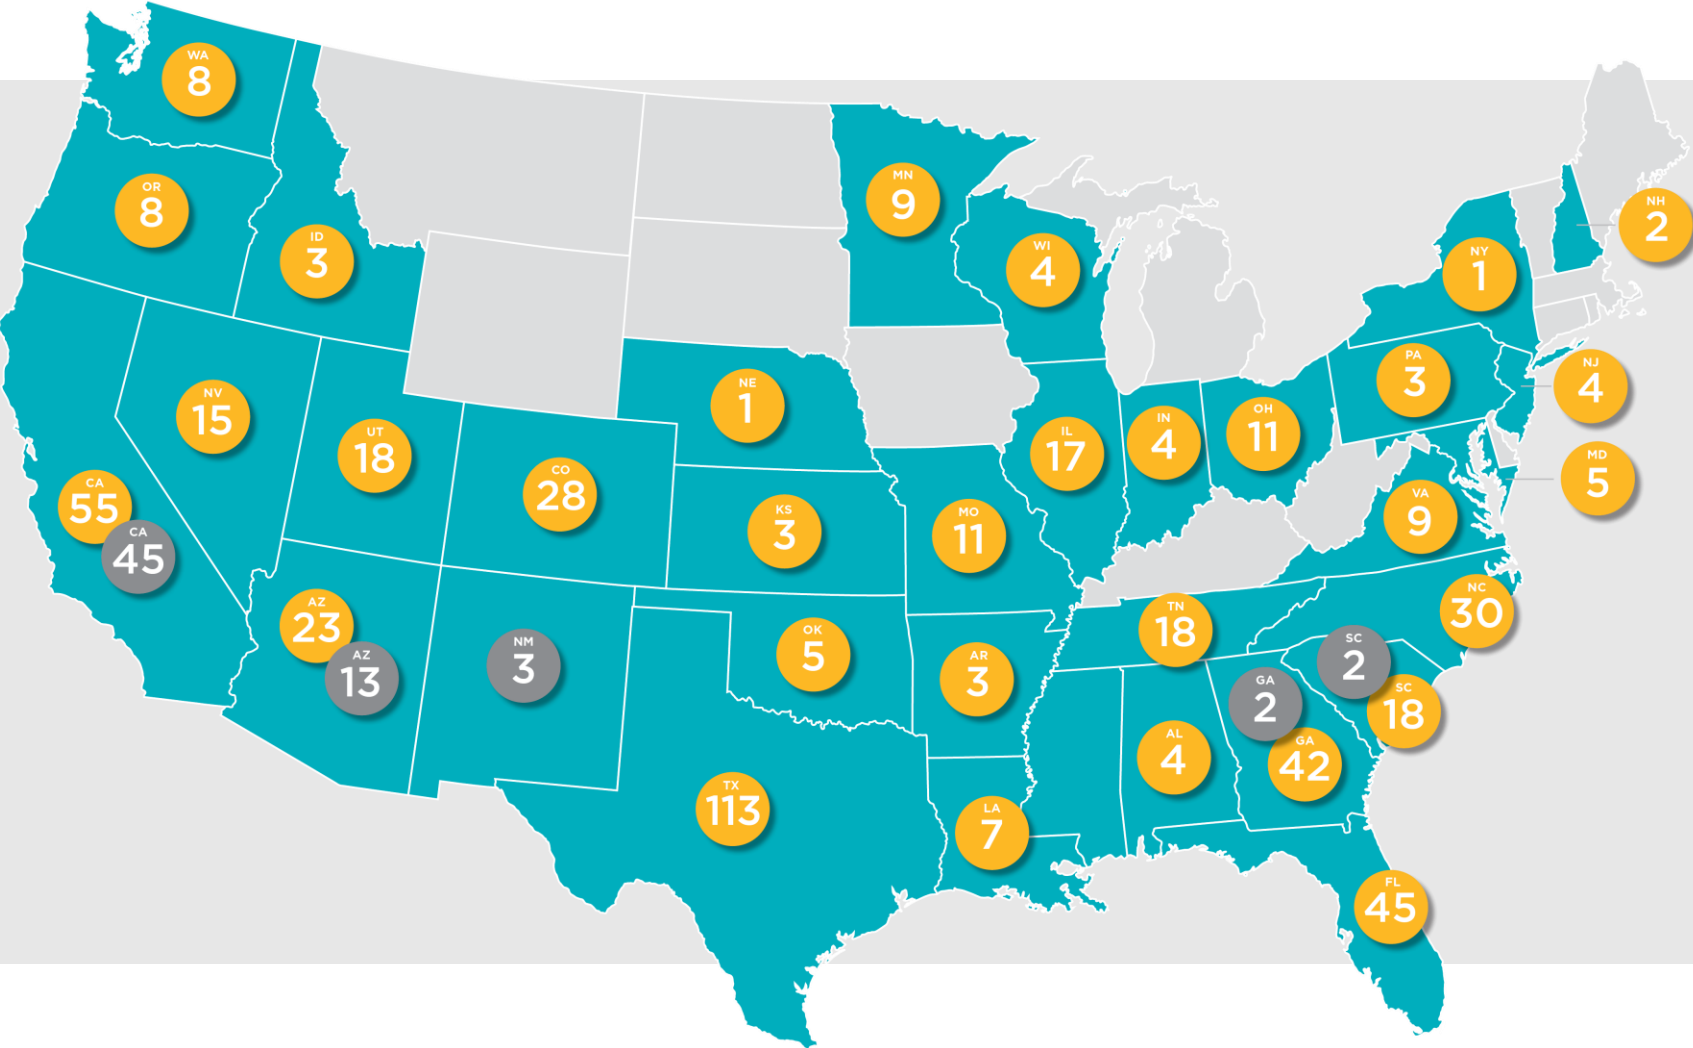 WA
8
OR
8
ID
3
MN
9
WI
4
NH
2
NY
1
NV
15
UT
18
CO
28
NE
1
KS
3
IL
17
IN
4
OH
11
PA
3
NJ
4
MD
5
CA
55
CA
45
MO
11
VA
9
AZ
23
AZ
13
NM
3
OK
5
AR
3
TN
18
NC
30
SC
2
SC
18
GA
2
GA
42
AL
4
TX
113
LA
7
FL
45